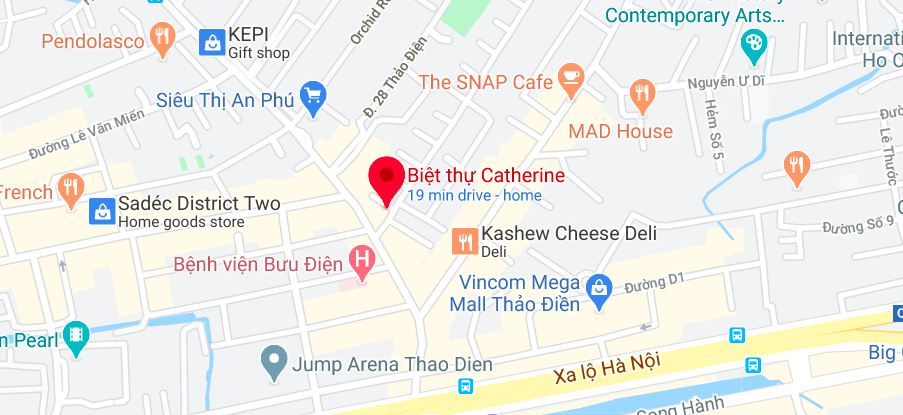 Contemporary Arts...
Pendolasco
KEPI
Gift shop
Orchid
Internati
Ho C
Đ. 28 Thảo Điền
The SNAP Cafe
Nguyễn Ư Dĩ
Siêu Thị An Phú
MAD House
Hẻm Số 5
Lê Thước
Đường Lê Văn Miến
French
Biệt thự Catherine
19 min drive - home
Sadéc District Two
Home goods store
Đường Số 9
Kashew Cheese Deli
Deli
Bệnh viện Bưu Điện
Vincom Mega
Mall Thảo Điền
Đường D1
Pearl
Jump Arena Thao Dien
Xa lộ Hà Nội
Big
Song Hành